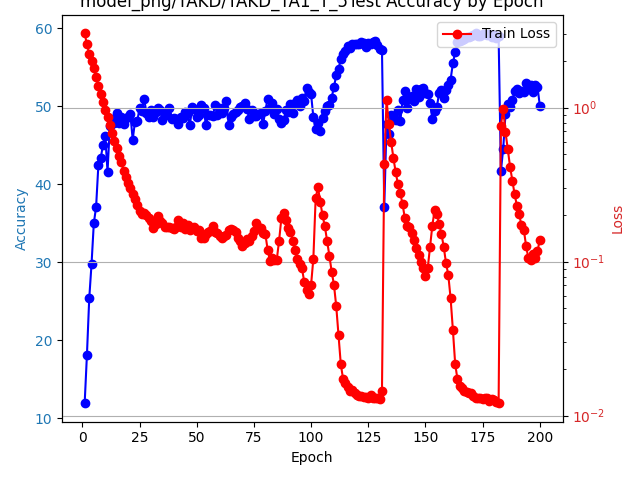 model_png/TAKD/TAKD_TA1_T_5Test Accuracy by Epoch
Train Loss
60
50
40
30
20
10
Accuracy
10⁰
10⁻¹
10⁻²
Loss
0 25 50 75 100 125 150 175 200
Epoch